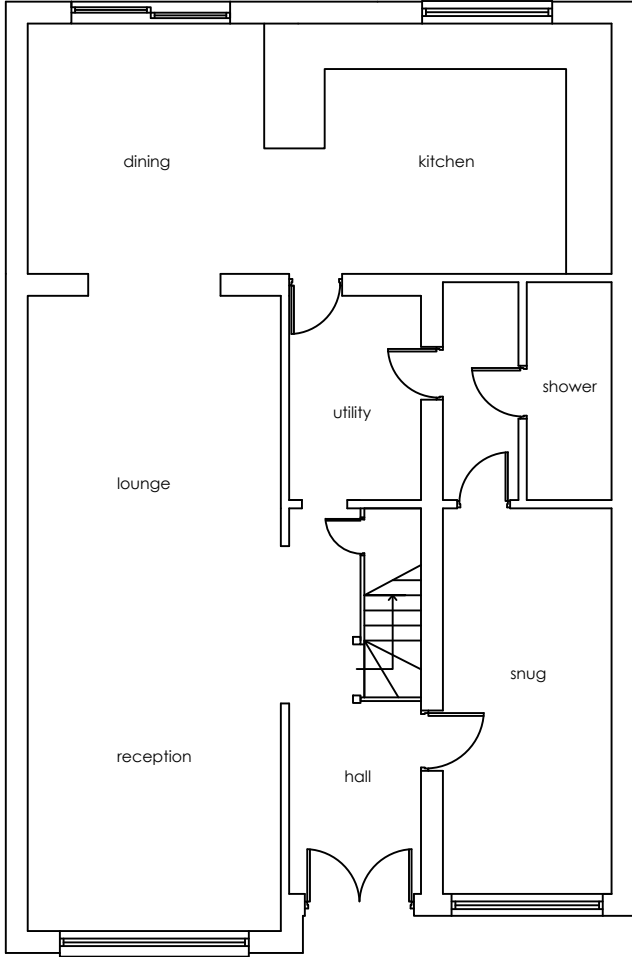 dining
kitchen
shower
utility
lounge
snug
reception
hall